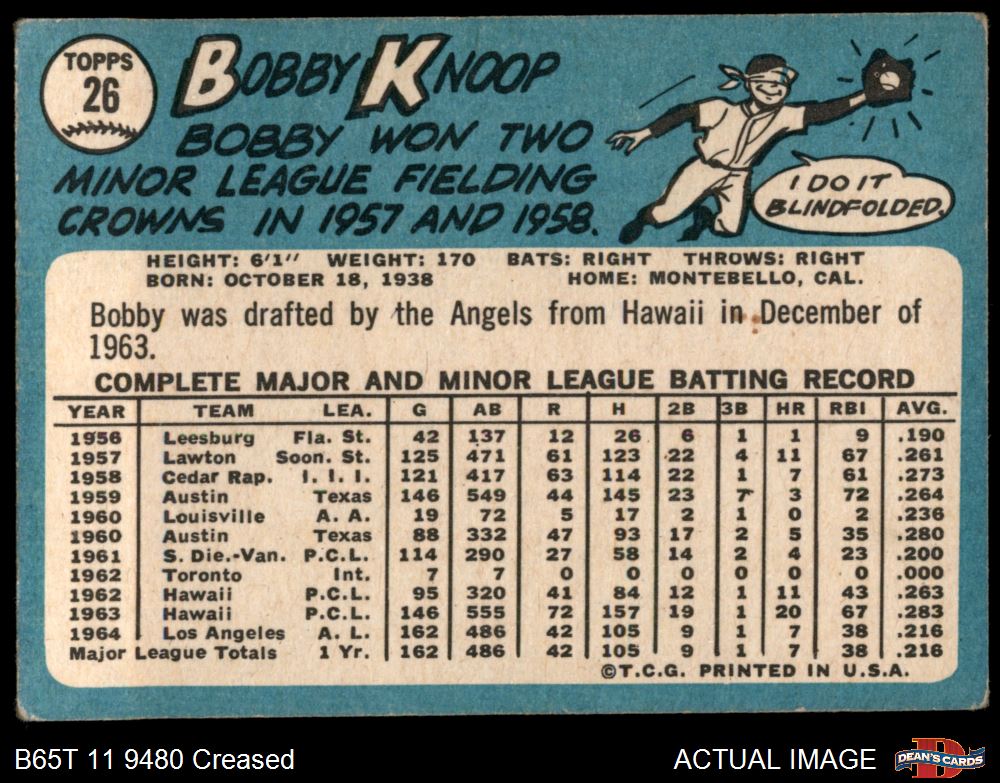 TOPPS
26
BOBBY KNOOP
BOBBY WON TWO
MINOR LEAGUE FIELDING
CROWNS IN 1957 AND 1958.
I DO IT
BLINDFOLDED.
HEIGHT: 6'1" WEIGHT: 170 BATS: RIGHT THROWS: RIGHT
BORN: OCTOBER 18, 1938 HOME: MONTEBELLO, CAL.
Bobby was drafted by the Angels from Hawaii in December of
1963.
COMPLETE MAJOR AND MINOR LEAGUE BATTING RECORD
YEAR TEAM LEA. G AB R H 2B 3B HR RBI AVG.
1956 Leesburg Fla. St. 42 137 12 26 6 1 1 9 .190
1957 Lawton Soon. St. 125 471 61 123 22 4 11 67 .261
1958 Cedar Rap. I. I. I. 121 417 63 114 22 1 7 61 .273
1959 Austin Texas 146 549 44 145 23 7 3 72 .264
1960 Louisville A. A. 19 72 5 17 2 1 0 2 .236
1960 Austin Texas 88 332 47 93 17 2 5 35 .280
1961 S. Die.-Van. P.C.L. 114 290 27 58 14 2 4 23 .200
1962 Toronto Int. 7 7 0 0 0 0 0 0 .000
1962 Hawaii P.C.L. 95 320 41 84 12 1 11 43 .263
1963 Hawaii P.C.L. 146 555 72 157 19 1 20 67 .283
1964 Los Angeles A. L. 162 486 42 105 9 1 7 38 .216
Major League Totals 1 Yr. 162 486 42 105 9 1 7 38 .216
©T.C.G. PRINTED IN U.S.A.
B65T 11 9480 Creased
ACTUAL IMAGE
D
DEAN'S CARDS